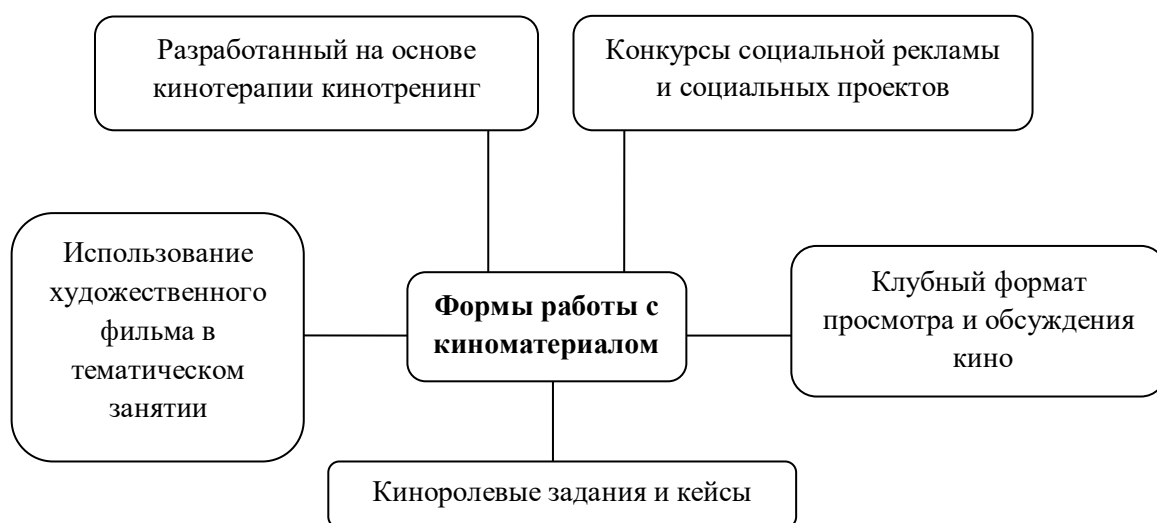 Разработанный на основе
кинотерапии кинотренинг
Конкурсы социальной рекламы
и социальных проектов
Использование
художественного
фильма в
тематическом
занятии
Формы работы с
киноматериалом
Клубный формат
просмотра и обсуждения
кино
Киноролевые задания и кейсы